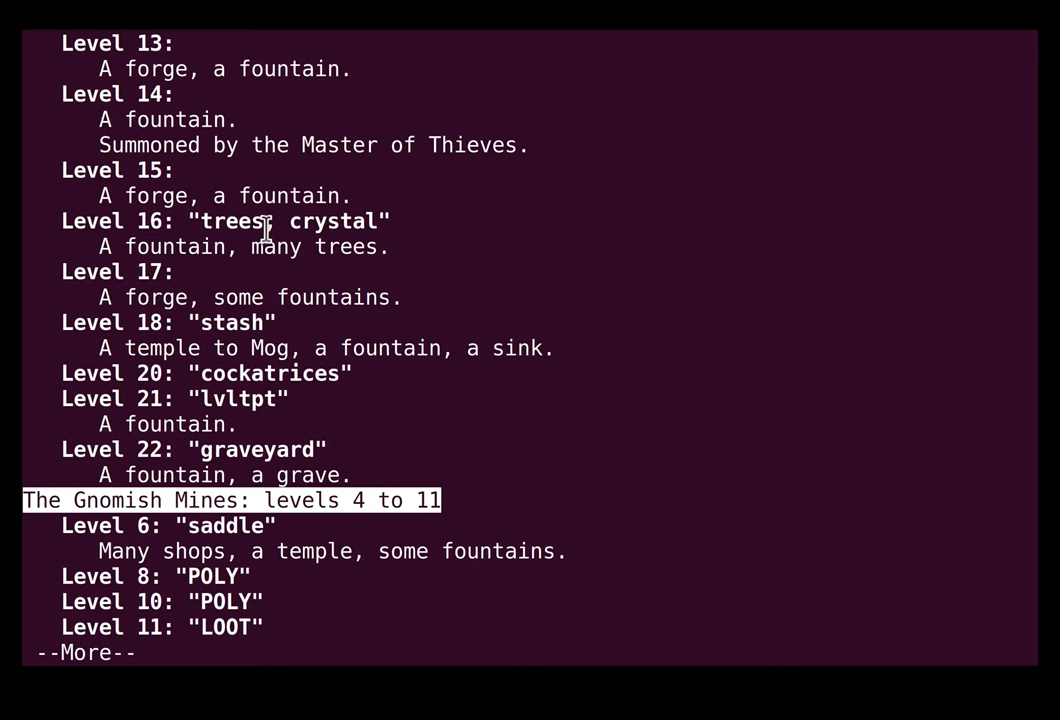 Level 13:
A forge, a fountain.
Level 14:
A fountain.
Summoned by the Master of Thieves.
Level 15:
A forge, a fountain.
Level 16: "trees, crystal"
A fountain, many trees.
Level 17:
A forge, some fountains.
Level 18: "stash"
A temple to Mog, a fountain, a sink.
Level 20: "cockatrices"
Level 21: "lvltpt"
A fountain.
Level 22: "graveyard"
A fountain, a grave.
The Gnomish Mines: levels 4 to 11
Level 6: "saddle"
Many shops, a temple, some fountains.
Level 8: "POLY"
Level 10: "POLY"
Level 11: "LOOT"
--More--